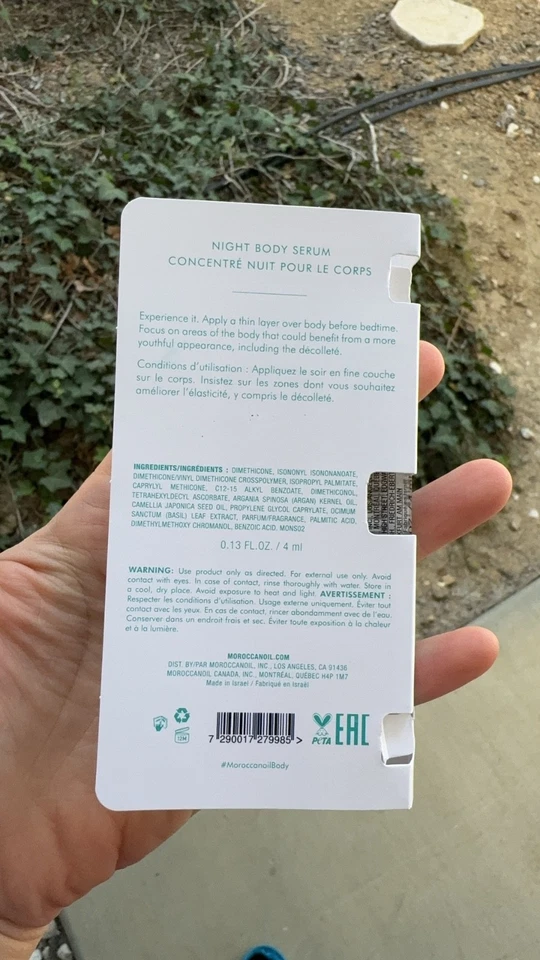 NIGHT BODY SERUM
CONCENTRÉ NUIT POUR LE CORPS
Experience it. Apply a thin layer over body before bedtime.
Focus on areas of the body that could benefit from a more
youthful appearance, including the décolleté.
Conditions d'utilisation : Appliquez le soin en fine couche
sur le corps. Insistez sur les zones dont vous souhaitez
améliorer l'élasticité, y compris le décolleté.
INGREDIENTS/INGRÉDIENTS : DIMETHICONE, ISONONYL ISONONANOATE,
DIMETHICONE/VINYL DIMETHICONE CROSSPOLYMER, ISOPROPYL PALMITATE,
CAPRYLYL METHICONE, C12-15 ALKYL BENZOATE, DIMETHICONOL,
TETRAHEXYLDECYL ASCORBATE, ARGANIA SPINOSA (ARGAN) KERNEL OIL,
CAMELLIA JAPONICA SEED OIL, PROPYLENE GLYCOL CAPRYLATE, OCIMUM
SANCTUM (BASIL) LEAF EXTRACT, PARFUM/FRAGRANCE, PALMITIC ACID,
DIMETHYLMETHOXY CHROMANOL, BENZOIC ACID, MONS02
0.13 FL.OZ. / 4 ml
WARNING: Use product only as directed. For external use only. Avoid
contact with eyes. In case of contact, rinse thoroughly with water. Store in
a cool, dry place. Avoid exposure to heat and light. AVERTISSEMENT :
Respecter les conditions d'utilisation. Usage externe uniquement. Éviter tout
contact avec les yeux. En cas de contact, rincer abondamment avec de l'eau.
Conserver dans un endroit frais et sec. Éviter toute exposition à la chaleur
et à la lumière.
MOROCCANOIL.COM
DIST. BY/PAR MOROCCANOIL, INC., LOS ANGELES, CA 91436
MOROCCANOIL CANADA, INC., MONTRÉAL, QUÉBEC H4P 1M7
Made in Israel / Fabriqué en Israël
12M
7 290017 279985 >
PETA
EAC
#MoroccanoilBody